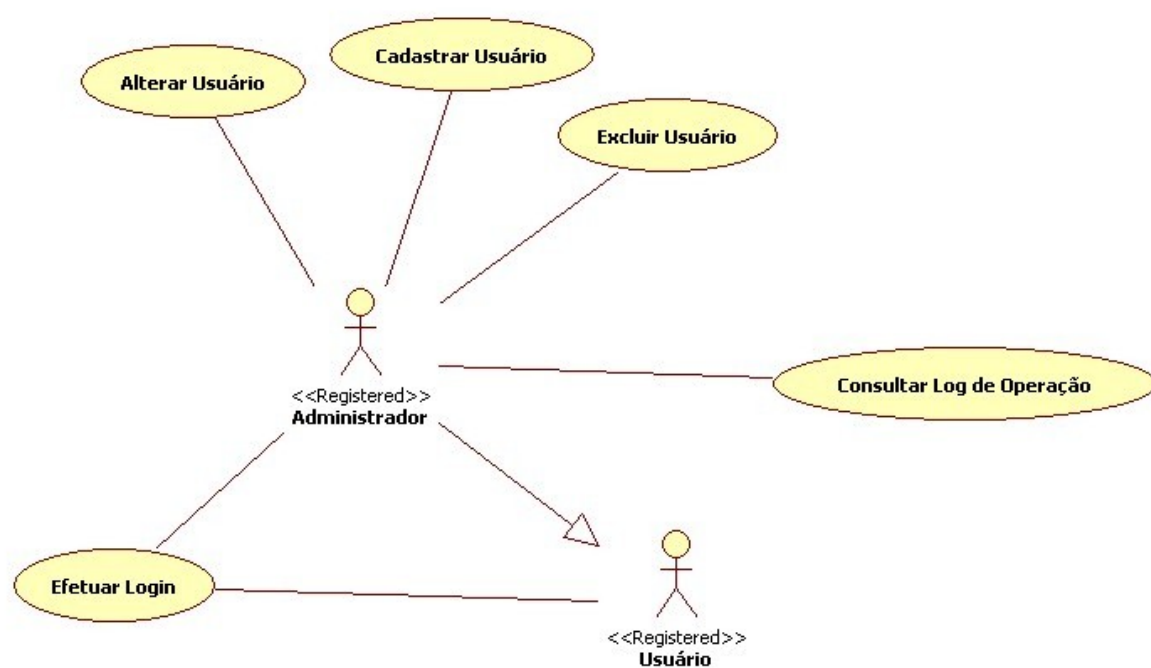 Cadastrar Usuário
Alterar Usuário
Excluir Usuário
<<Registered>>
Administrador
Consultar Log de Operação
Efetuar Login
<<Registered>>
Usuário